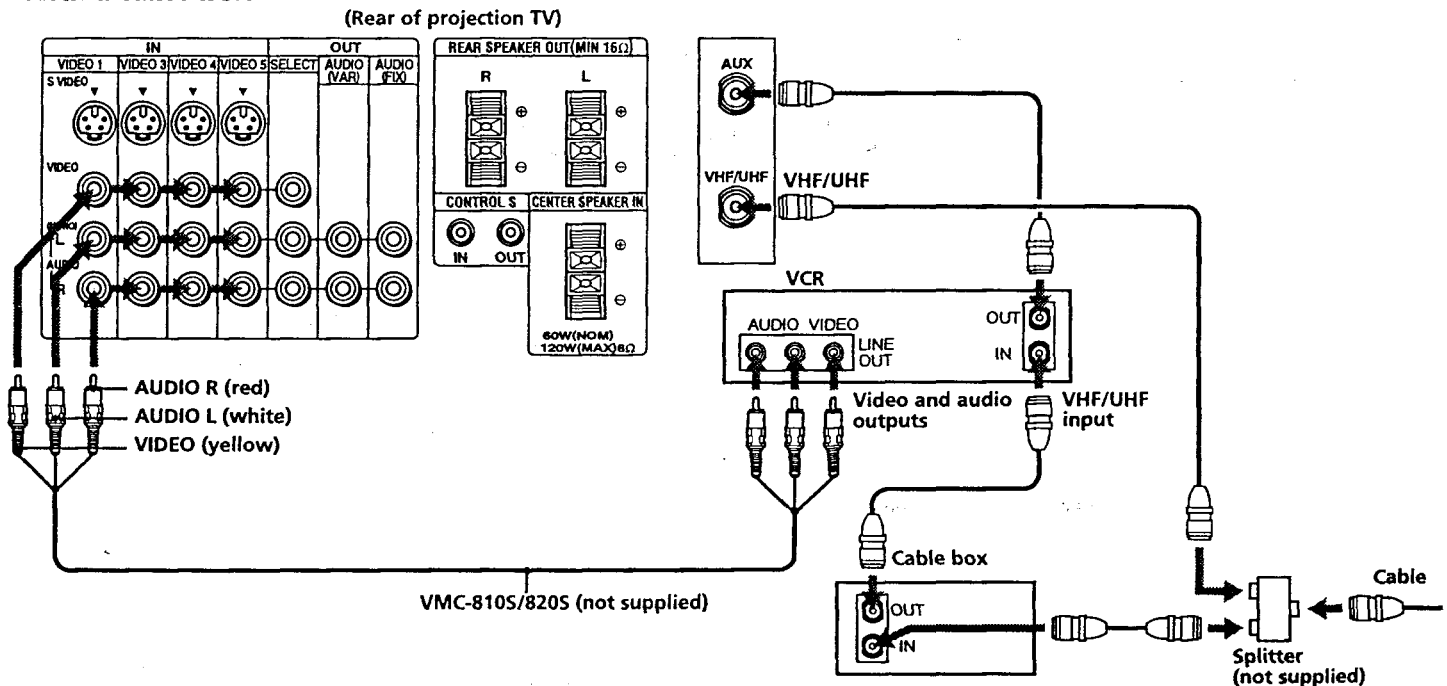 (Rear of projection TV)
IN
OUT
VIDEO 1
VIDEO 3
VIDEO 4
VIDEO 5
SELECT
AUDIO (VAR)
AUDIO (FIX)
S VIDEO
VIDEO
L
AUDIO
R
REAR SPEAKER OUT(MIN 16Ω)
R
L
⊕
⊕
⊖
⊖
CONTROL S
IN
OUT
CENTER SPEAKER IN
⊕
⊖
60W(NOM)
120W(MAX)8Ω
AUX
VHF/UHF
VHF/UHF
VCR
AUDIO
VIDEO
LINE OUT
OUT
IN
AUDIO R (red)
AUDIO L (white)
VIDEO (yellow)
Video and audio
outputs
VHF/UHF
input
VMC-810S/820S (not supplied)
Cable box
OUT
IN
Cable
Splitter
(not supplied)